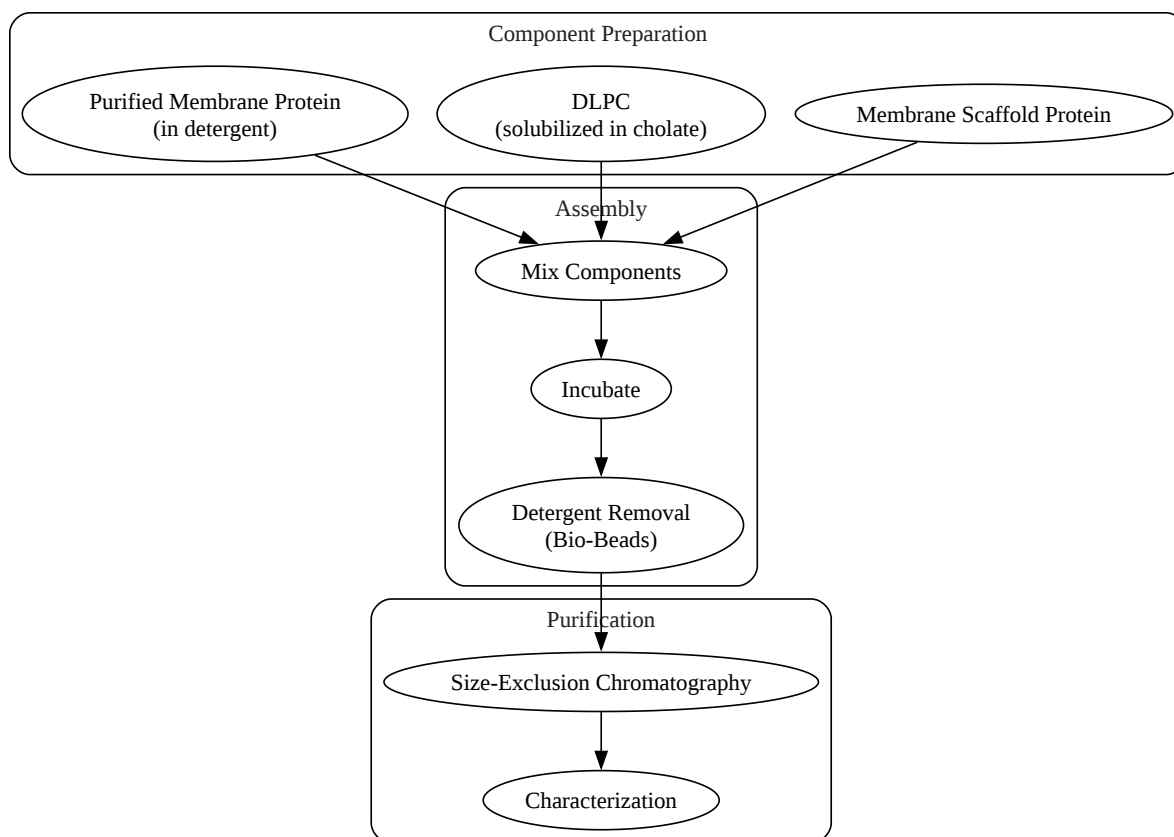 Component Preparation
Purified Membrane Protein
(in detergent)
DLPC
(solubilized in cholate)
Membrane Scaffold Protein
Assembly
Mix Components
Incubate
Detergent Removal
(Bio-Beads)
Purification
Size-Exclusion Chromatography
Characterization